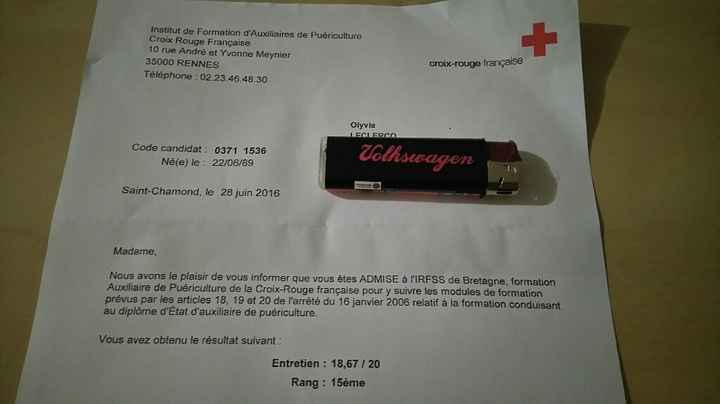 Institut de Formation d'Auxiliaires de Puériculture
Croix Rouge Française
10 rue André et Yvonne Meynier
35000 RENNES
Téléphone : 02.23.46.48.30
croix-rouge française
Olyvia
LECLERCQ
Code candidat : 0371 1536
Né(e) le : 22/06/89
Volkswagen
Saint-Chamond, le 28 juin 2016
Madame,
Nous avons le plaisir de vous informer que vous êtes ADMISE à l'IRFSS de Bretagne, formation
Auxiliaire de Puériculture de la Croix-Rouge française pour y suivre les modules de formation
prévus par les articles 18, 19 et 20 de l'arrêté du 16 janvier 2006 relatif à la formation conduisant
au diplôme d'État d'auxiliaire de puériculture.
Vous avez obtenu le résultat suivant :
Entretien : 18,67 / 20
Rang : 15ème